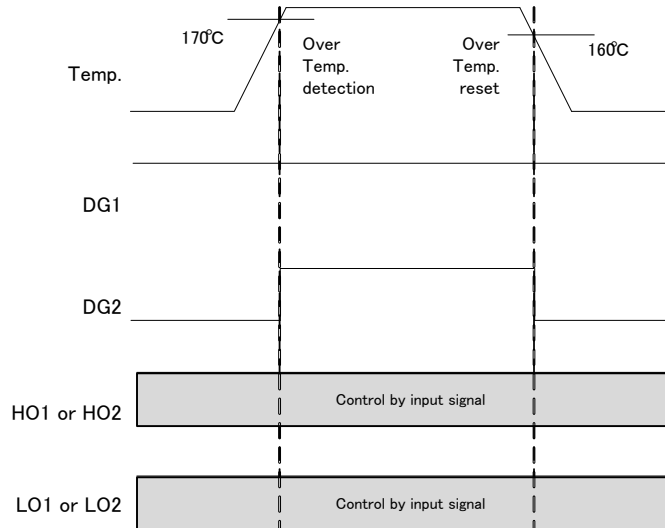 170℃
Over
Temp.
detection
Over
Temp.
reset
160℃
Temp.
DG1
DG2
HO1 or HO2
Control by input signal
LO1 or LO2
Control by input signal